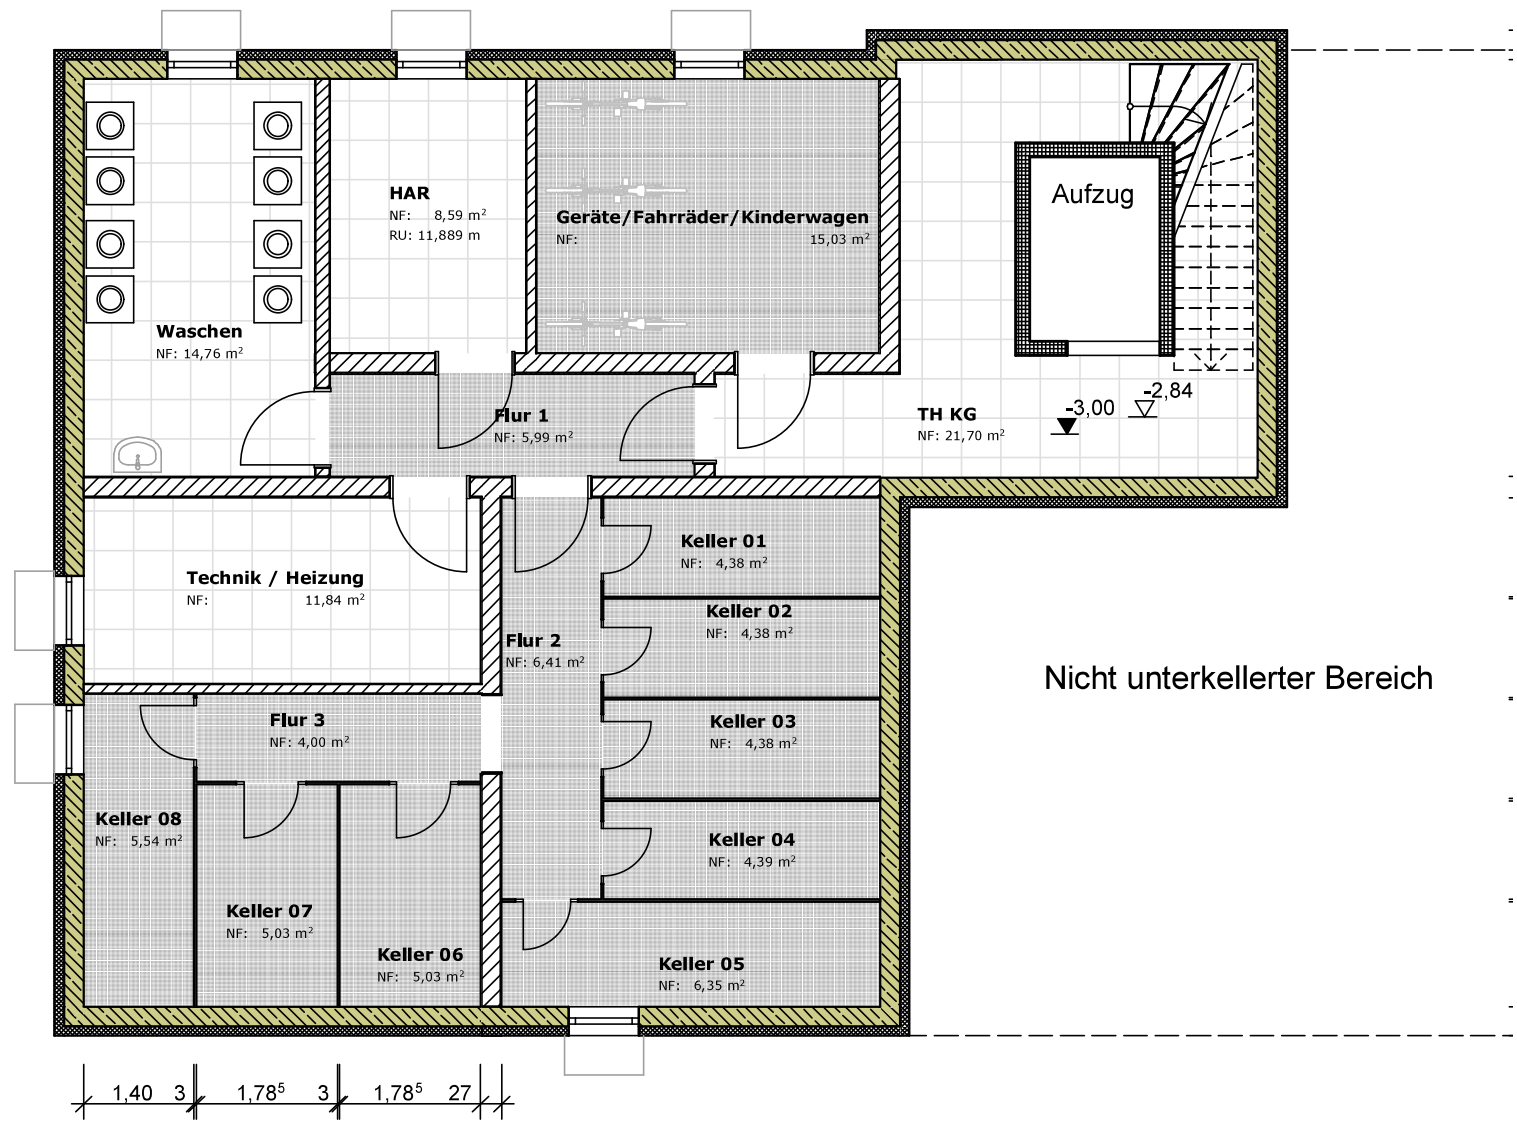 Aufzug
HAR
NF: 8,59 m²
RU: 11,889 m
Geräte/Fahrräder/Kinderwagen
NF: 15,03 m²
Waschen
NF: 14,76 m²
-2,84
-3,00
Flur 1
NF: 5,99 m²
TH KG
NF: 21,70 m²
Keller 01
NF: 4,38 m²
Technik / Heizung
NF: 11,84 m²
Keller 02
NF: 4,38 m²
Flur 2
NF: 6,41 m²
Nicht unterkellerter Bereich
Flur 3
NF: 4,00 m²
Keller 03
NF: 4,38 m²
Keller 08
NF: 5,54 m²
Keller 04
NF: 4,39 m²
Keller 07
NF: 5,03 m²
Keller 06
NF: 5,03 m²
Keller 05
NF: 6,35 m²
1,40 3 1,78⁵ 3 1,78⁵ 27